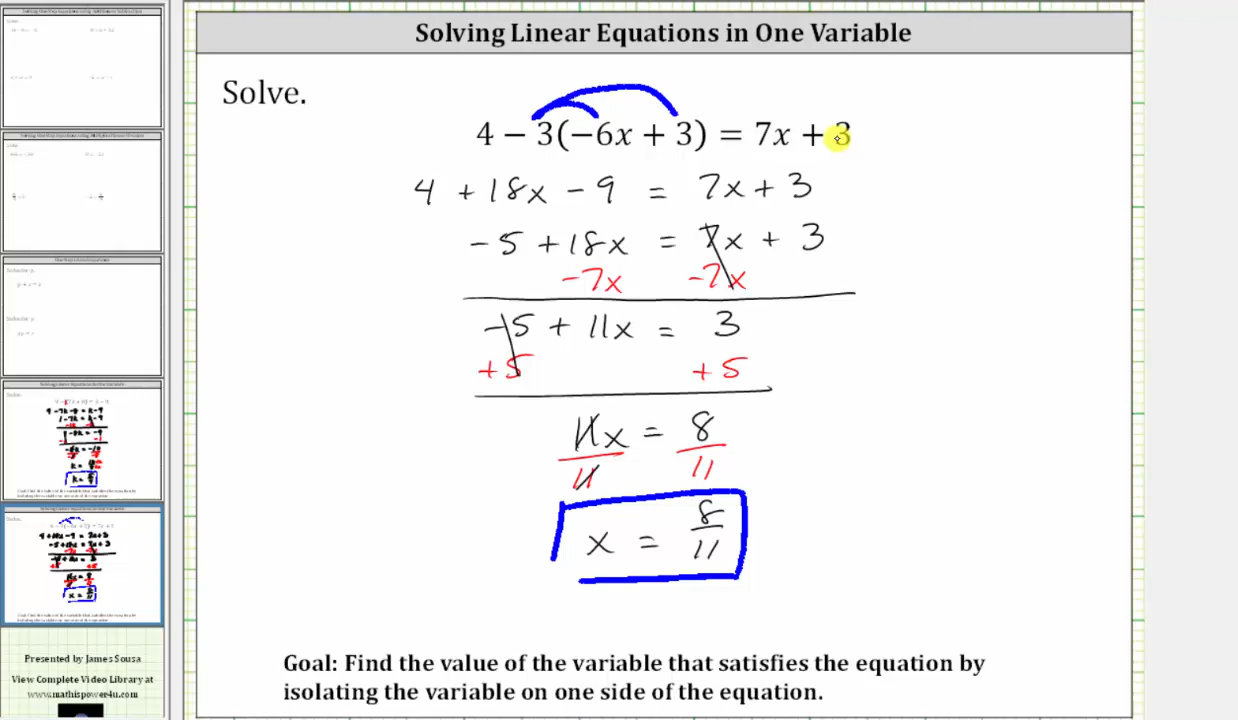 Solving Linear Equations in One Variable
Solve.
4 − 3(−6x + 3) = 7x + 3
4 + 18x - 9 = 7x + 3
-5 + 18x = 7x + 3
-7x -7x
-5 + 11x = 3
+5 +5
11x = 8
11 11
x = 8/11
Goal: Find the value of the variable that satisfies the equation by
isolating the variable on one side of the equation.
Presented by James Sousa
View Complete Video Library at
www.mathispower4u.com